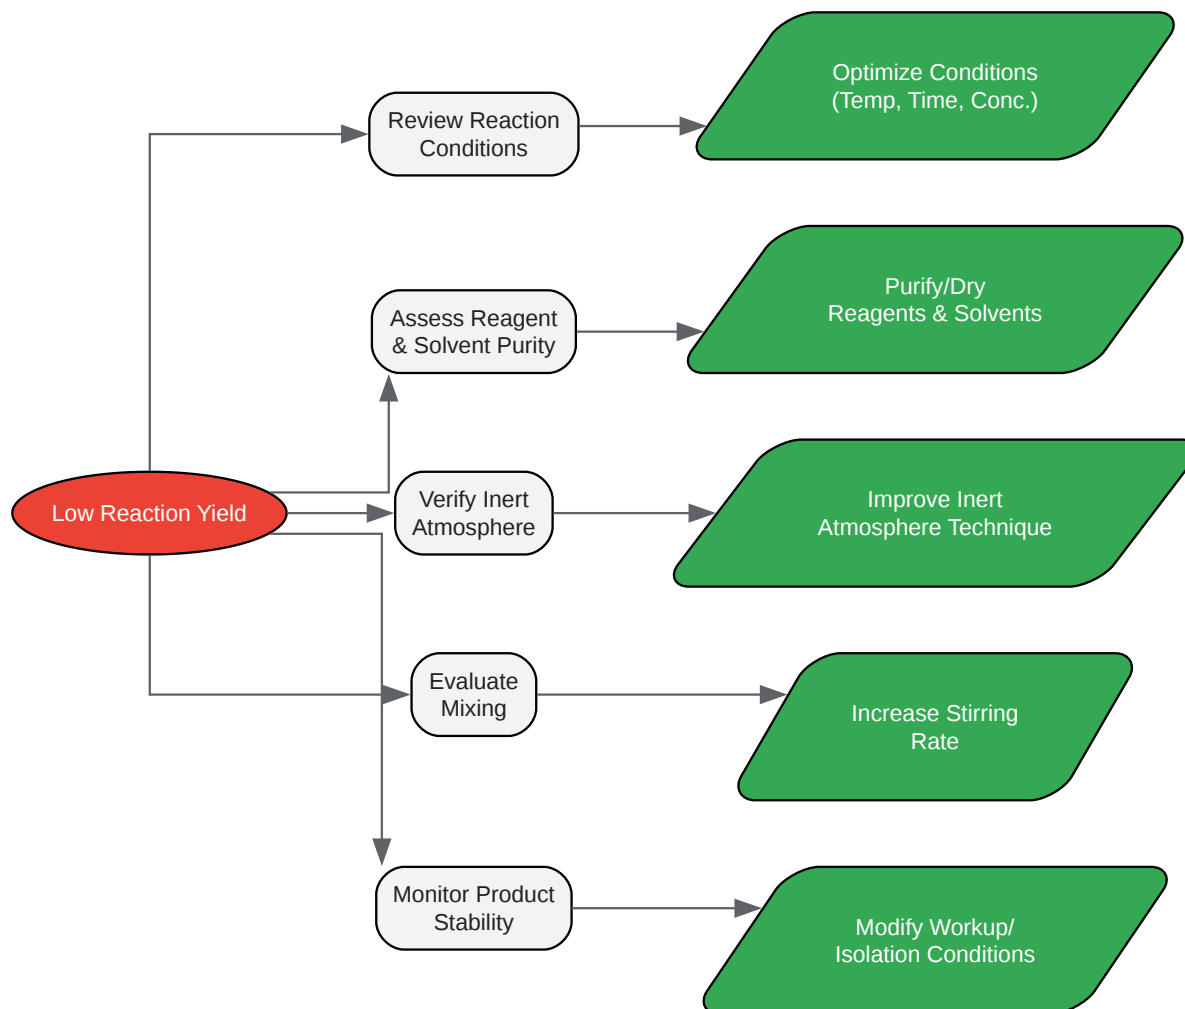 Optimize Conditions
(Temp, Time, Conc.)
Review Reaction
Conditions
Purify/Dry
Reagents & Solvents
Assess Reagent
& Solvent Purity
Low Reaction Yield
Verify Inert
Atmosphere
Improve Inert
Atmosphere Technique
Evaluate
Mixing
Increase Stirring
Rate
Monitor Product
Stability
Modify Workup/
Isolation Conditions